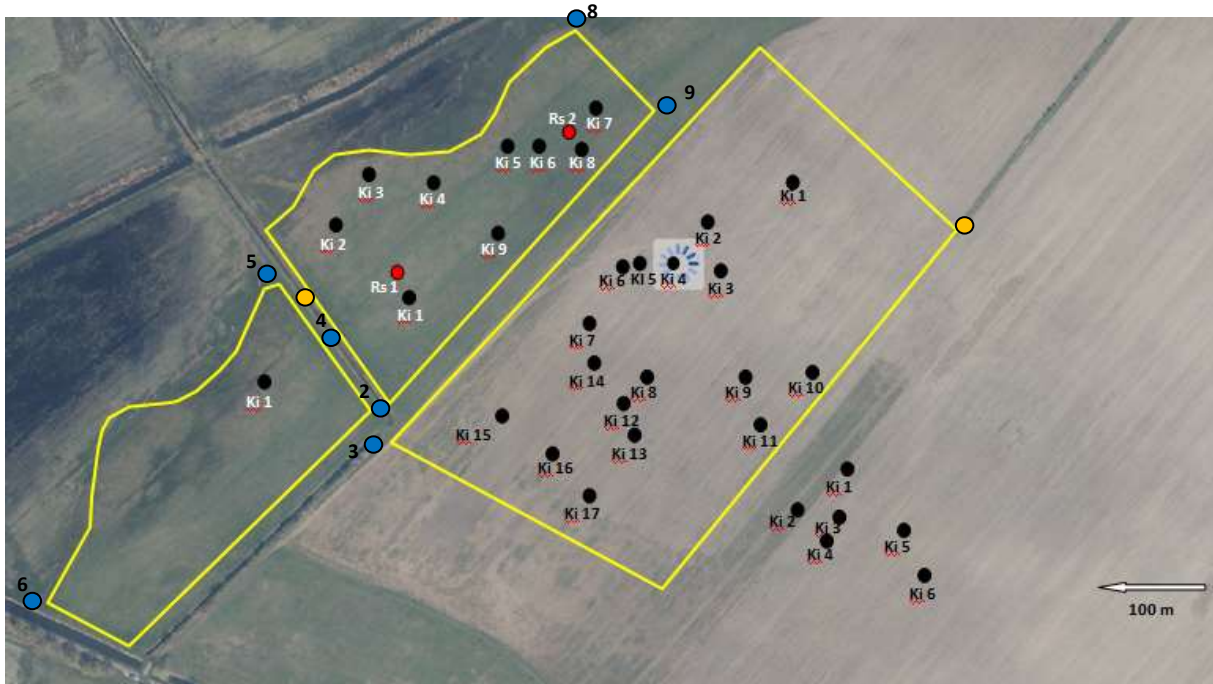 8
9
Rs 2
Ki 7
Ki 5
Ki 6
Ki 8
Ki 3
Ki 4
Ki 1
Ki 2
Ki 9
Ki 2
5
Ki 6
KI 5
Ki 4
Ki 3
Rs 1
Ki 1
4
Ki 7
Ki 14
Ki 8
Ki 9
Ki 10
2
Ki 1
Ki 12
3
Ki 15
Ki 13
Ki 11
Ki 16
Ki 1
Ki 17
Ki 2
Ki 3
Ki 4
Ki 5
6
Ki 6
100 m